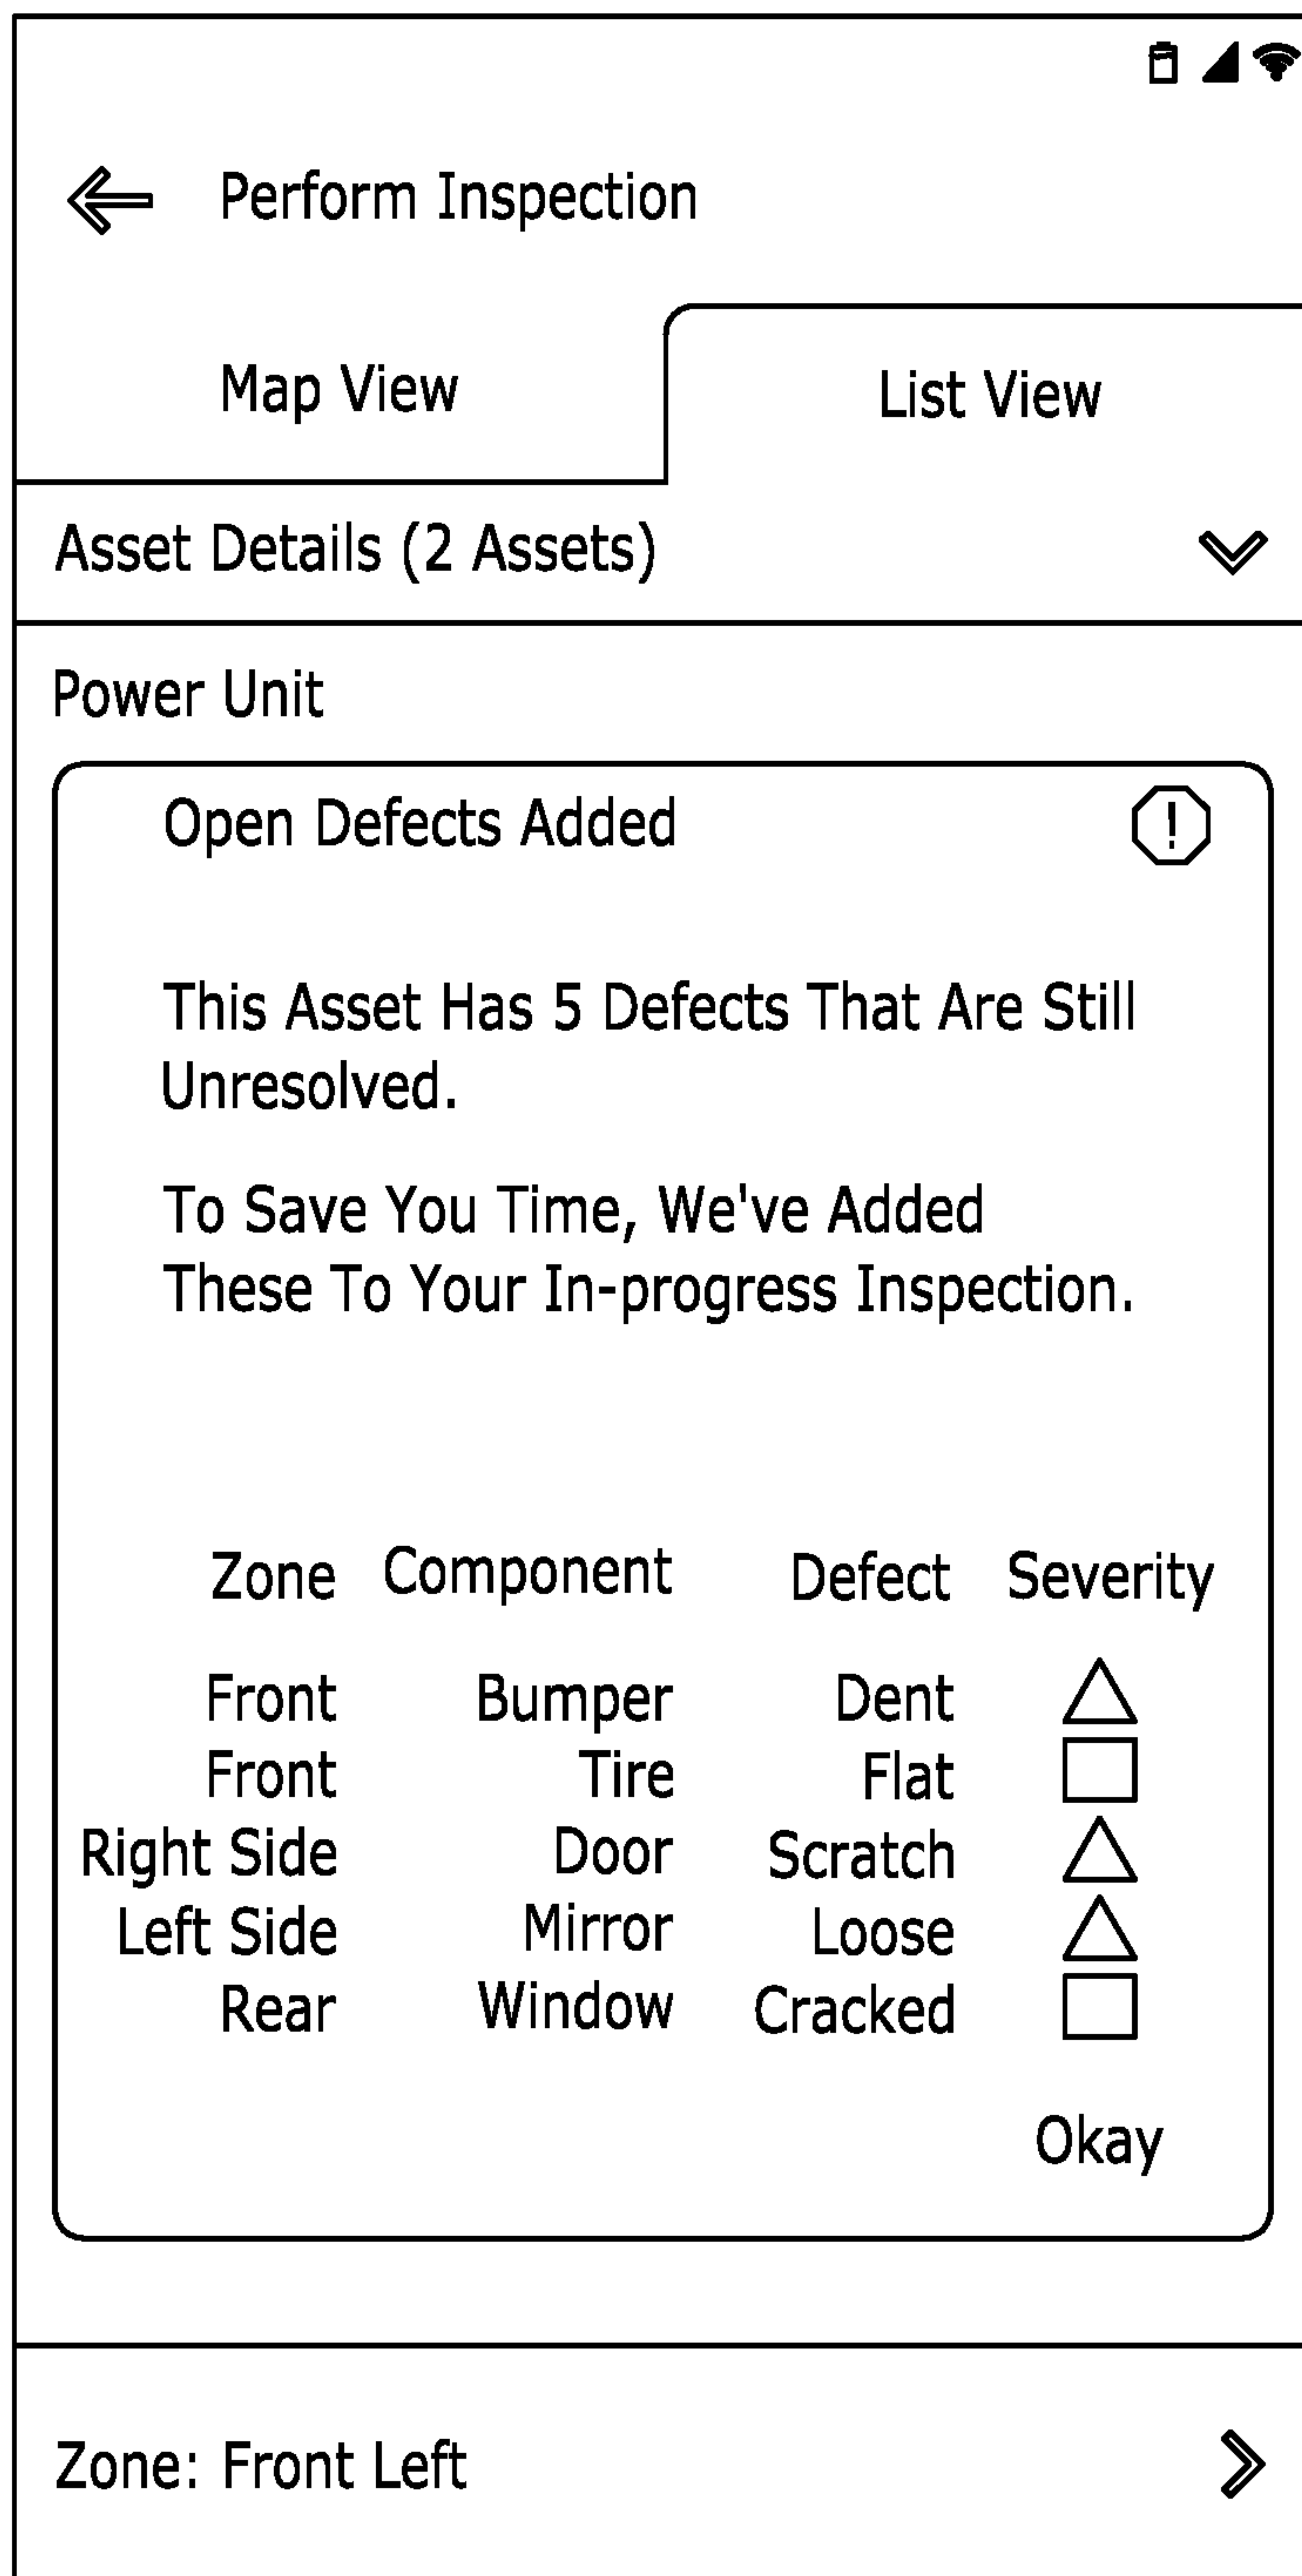 Perform Inspection
Map View
List View
Asset Details (2 Assets)
Power Unit
Open Defects Added
!
This Asset Has 5 Defects That Are Still
Unresolved.
To Save You Time, We've Added
These To Your In-progress Inspection.
Zone Component Defect Severity
Front Bumper Dent
Front Tire Flat
Right Side Door Scratch
Left Side Mirror Loose
Rear Window Cracked
Okay
Zone: Front Left